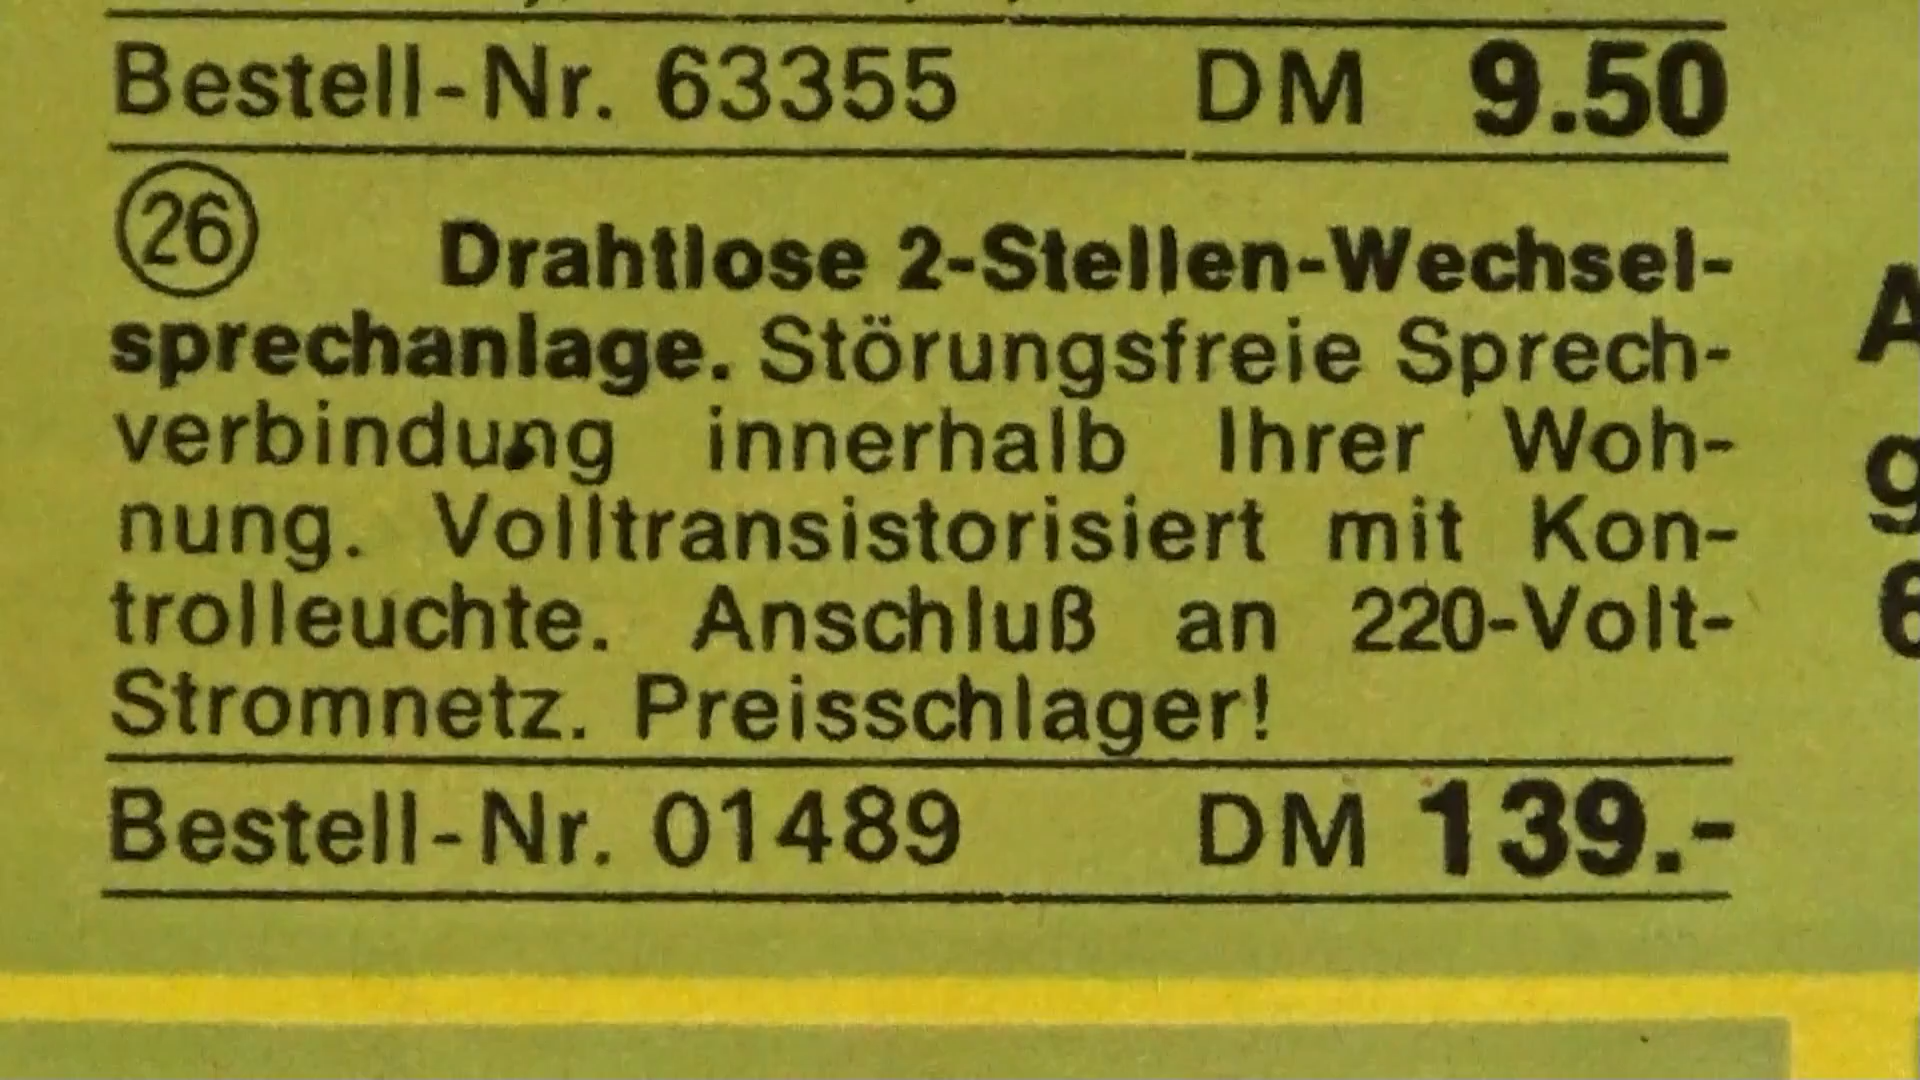 Bestell-Nr. 63355 DM 9.50
26 Drahtlose 2-Stellen-Wechsel-
sprechanlage. Störungsfreie Sprech-
verbindung innerhalb Ihrer Woh-
nung. Volltransistorisiert mit Kon-
trolleuchte. Anschluß an 220-Volt-
Stromnetz. Preisschlager!
Bestell-Nr. 01489 DM 139.-
A
g